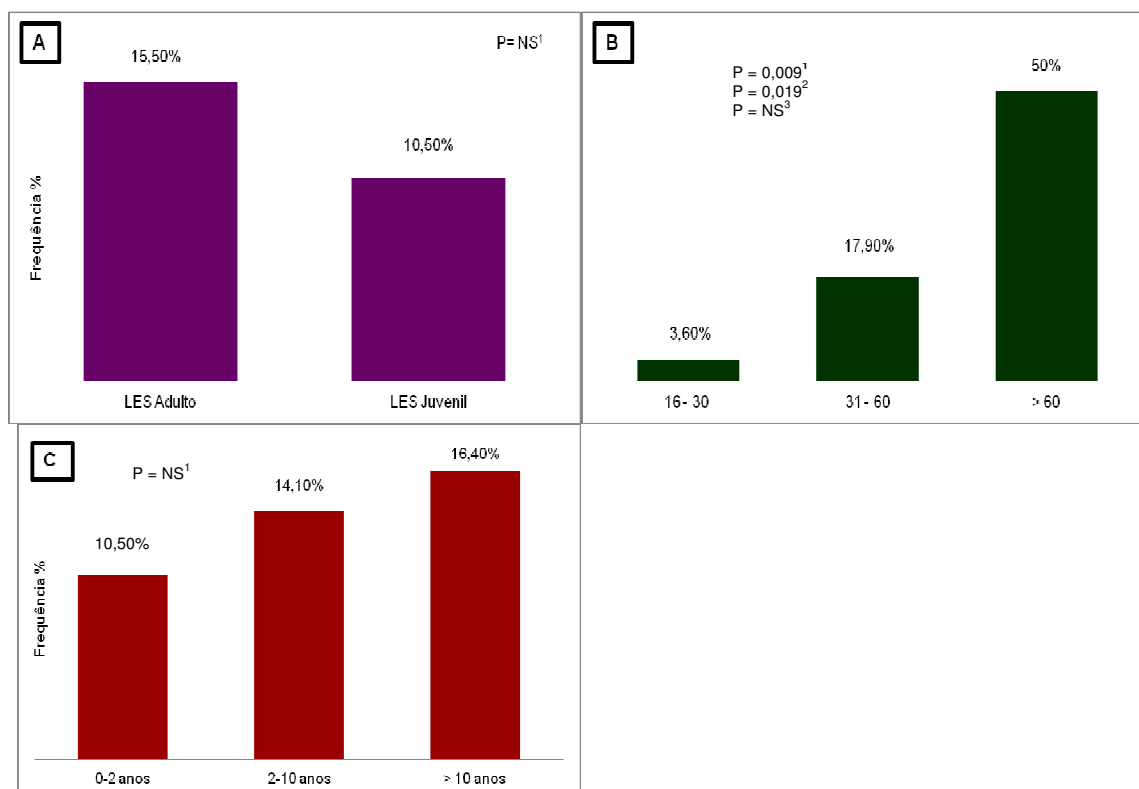 A
P= NS¹
15,50%
10,50%
Frequência %
LES Adulto
LES Juvenil
B
P = 0,009¹
P = 0,019²
P = NS³
50%
17,90%
3,60%
16 - 30
31 - 60
> 60
C
P = NS¹
16,40%
14,10%
10,50%
Frequência %
0-2 anos
2-10 anos
> 10 anos